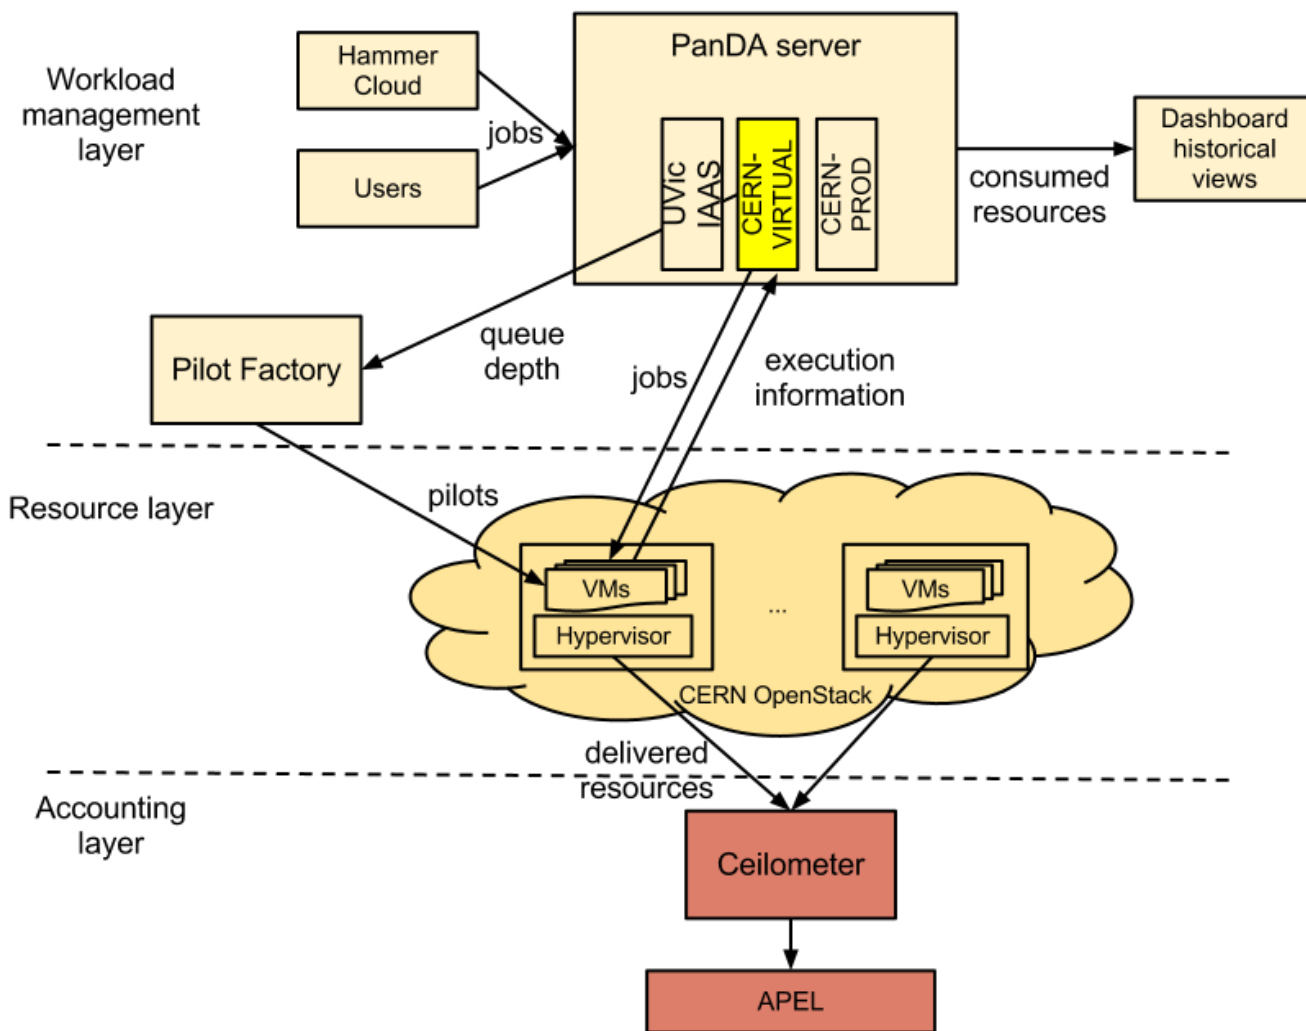 Workload
management
layer
Hammer
Cloud
Users
jobs
PanDA server
UVic
IAAS
CERN-
VIRTUAL
CERN-
PROD
consumed
resources
Dashboard
historical
views
Pilot Factory
queue
depth
jobs
execution
information
Resource layer
pilots
VMs
Hypervisor
...
VMs
Hypervisor
CERN OpenStack
delivered
resources
Accounting
layer
Ceilometer
APEL